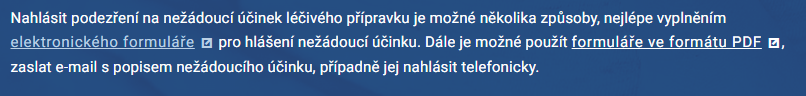 Nahlásit podezření na nežádoucí účinek léčivého přípravku je možné několika způsoby, nejlépe vyplněním
elektronického formuláře pro hlášení nežádoucí účinku. Dále je možné použít formuláře ve formátu PDF ,
zaslat e-mail s popisem nežádoucího účinku, případně jej nahlásit telefonicky.